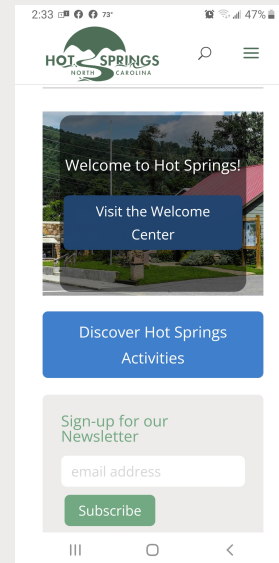 2:33 73° 47%
HOT SPRINGS
NORTH CAROLINA
Welcome to Hot Springs!
Visit the Welcome
Center
Discover Hot Springs
Activities
Sign-up for our
Newsletter
email address
Subscribe